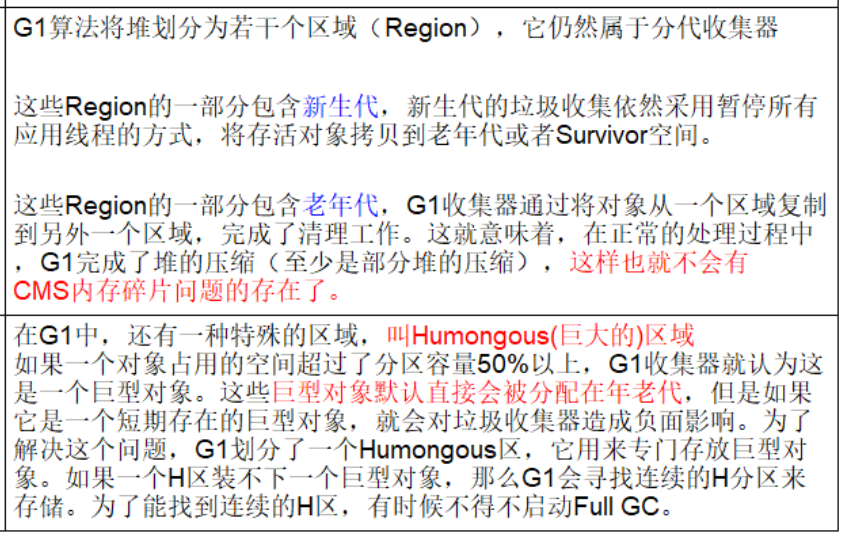 G1算法将堆划分为若干个区域（Region），它仍然属于分代收集器
这些Region的一部分包含新生代，新生代的垃圾收集依然采用暂停所有
应用线程的方式，将存活对象拷贝到老年代或者Survivor空间。
这些Region的一部分包含老年代，G1收集器通过将对象从一个区域复制
到另外一个区域，完成了清理工作。这就意味着，在正常的处理过程中
，G1完成了堆的压缩（至少是部分堆的压缩），这样也就不会有
CMS内存碎片问题的存在了。
在G1中，还有一种特殊的区域，叫Humongous(巨大的)区域
如果一个对象占用的空间超过了分区容量50%以上，G1收集器就认为这
是一个巨型对象。这些巨型对象默认直接会被分配在年老代，但是如果
它是一个短期存在的巨型对象，就会对垃圾收集器造成负面影响。为了
解决这个问题，G1划分了一个Humongous区，它用来专门存放巨型对
象。如果一个H区装不下一个巨型对象，那么G1会寻找连续的H分区来
存储。为了能找到连续的H区，有时候不得不启动Full GC。